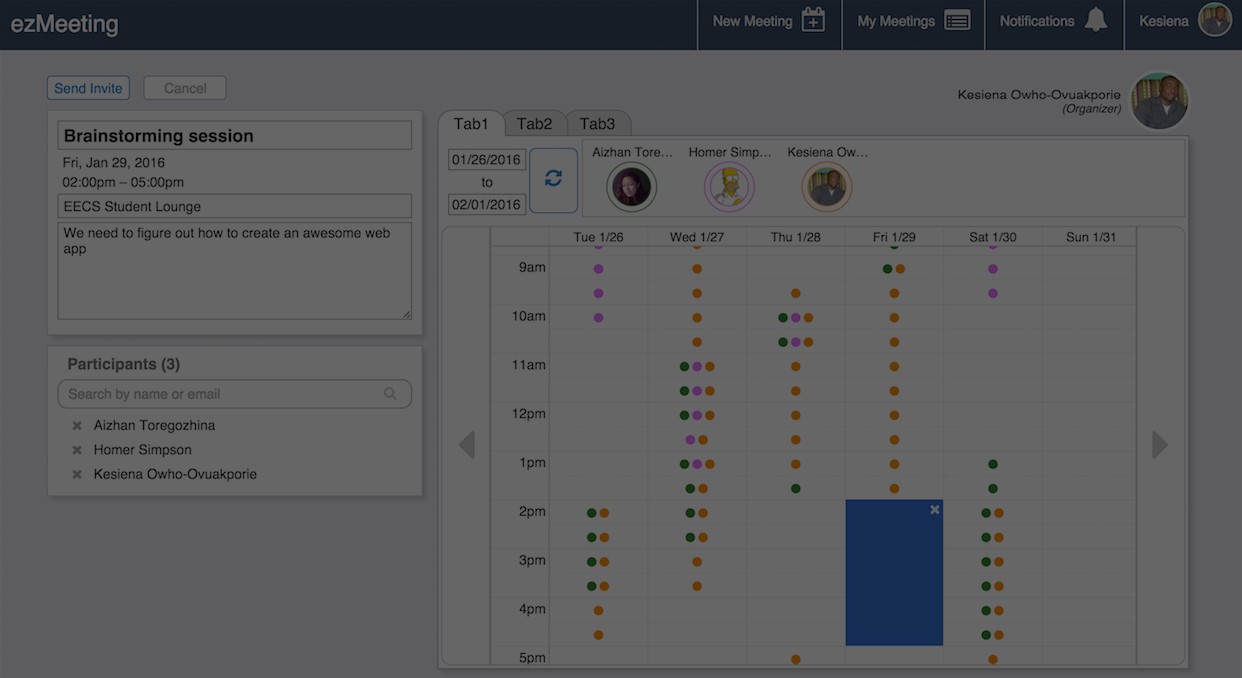 ezMeeting
New Meeting
My Meetings
Notifications
Kesiena
Send Invite
Cancel
Kesiena Owho-Ovuakporie
(Organizer)
Brainstorming session
Fri, Jan 29, 2016
02:00pm – 05:00pm
EECS Student Lounge
We need to figure out how to create an awesome web
app
Participants (3)
Search by name or email
Aizhan Toregozhina
Homer Simpson
Kesiena Owho-Ovuakporie
Tab1
Tab2
Tab3
01/26/2016
to
02/01/2016
Aizhan Tore...
Homer Simp...
Kesiena Ow...
Tue 1/26
Wed 1/27
Thu 1/28
Fri 1/29
Sat 1/30
Sun 1/31
9am
10am
11am
12pm
1pm
2pm
3pm
4pm
5pm